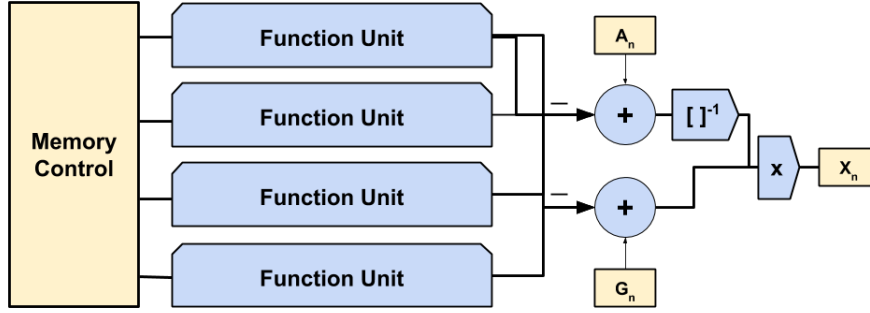 Memory
Control
Function Unit
Function Unit
Function Unit
Function Unit
Aₙ
–
+
[ ]⁻¹
–
+
x
Xₙ
Gₙ